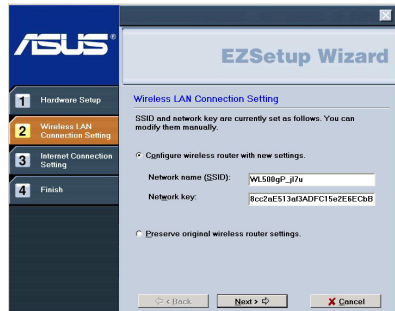 ASUS®
EZSetup Wizard
1 Hardware Setup
2 Wireless LAN
Connection Setting
3 Internet Connection
Setting
4 Finish
Wireless LAN Connection Setting
SSID and network key are currently set as follows. You can
modify them manually.
Configure wireless router with new settings.
Network name (SSID): WL500gP_jl7u
Network key: 8cc2aE513af3ADFC15e2E6ECbB
Preserve original wireless router settings.
< Back
Next >
Cancel